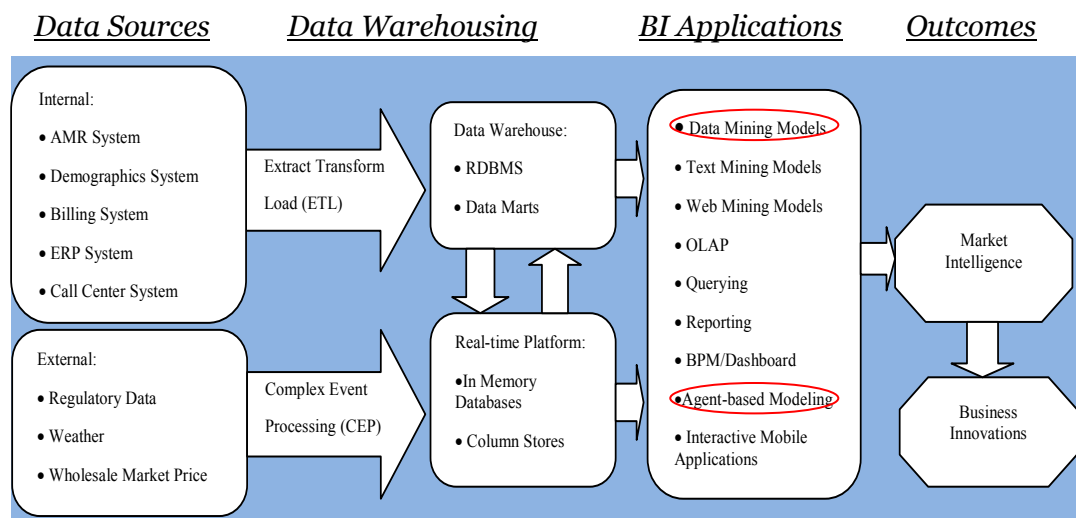 Data Sources
Data Warehousing
BI Applications
Outcomes
Internal:
• AMR System
• Demographics System
• Billing System
• ERP System
• Call Center System
External:
• Regulatory Data
• Weather
• Wholesale Market Price
Extract Transform
Load (ETL)
Complex Event
Processing (CEP)
Data Warehouse:
• RDBMS
• Data Marts
Real-time Platform:
•In Memory
Databases
• Column Stores
• Data Mining Models
• Text Mining Models
• Web Mining Models
• OLAP
• Querying
• Reporting
• BPM/Dashboard
•Agent-based Modeling
• Interactive Mobile
Applications
Market
Intelligence
Business
Innovations